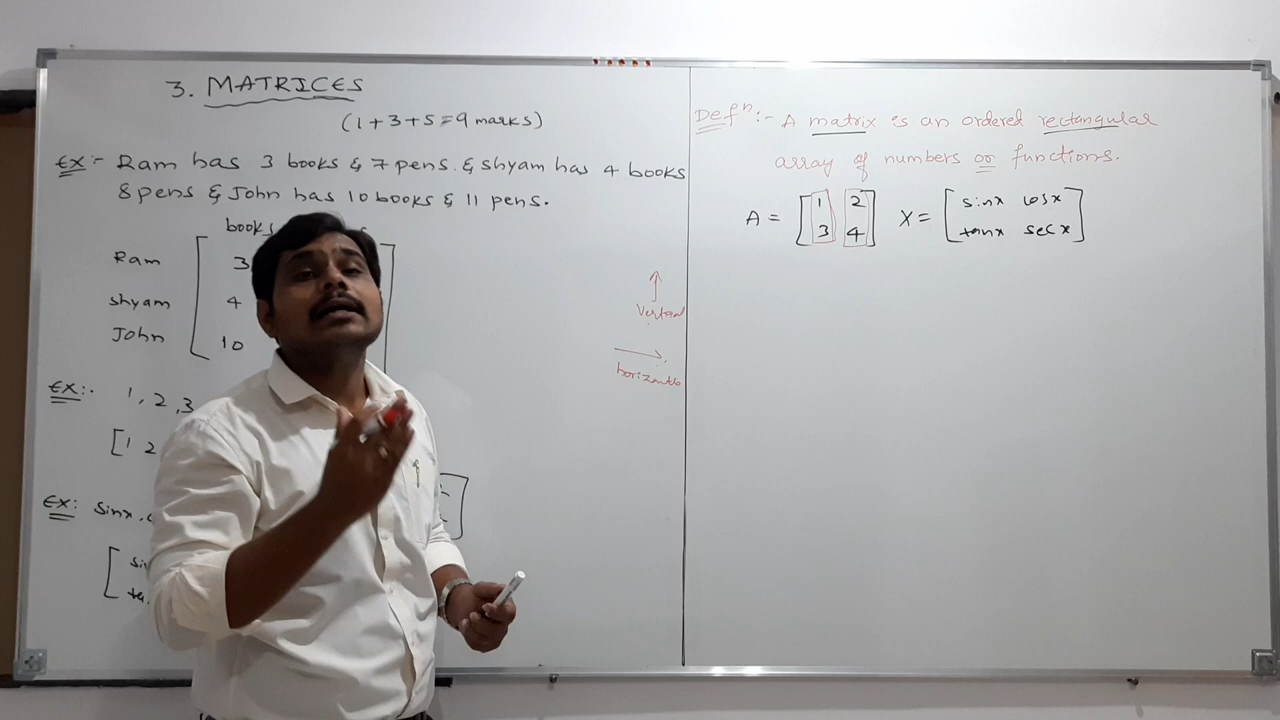 3. MATRICES
(1+3+5=9 marks)
Ex:- Ram has 3 books & 7 pens. & shyam has 4 books
8 pens & John has 10 books & 11 pens.
books
Ram [ 3
shyam 4
John 10
Ex:- 1, 2, 3
[1 2
Ex: sinx,
Vertical
Defn:- A matrix is an ordered rectangular
array of numbers or functions.
A = [1 2
3 4] X = [sinx cosx
tanx secx]